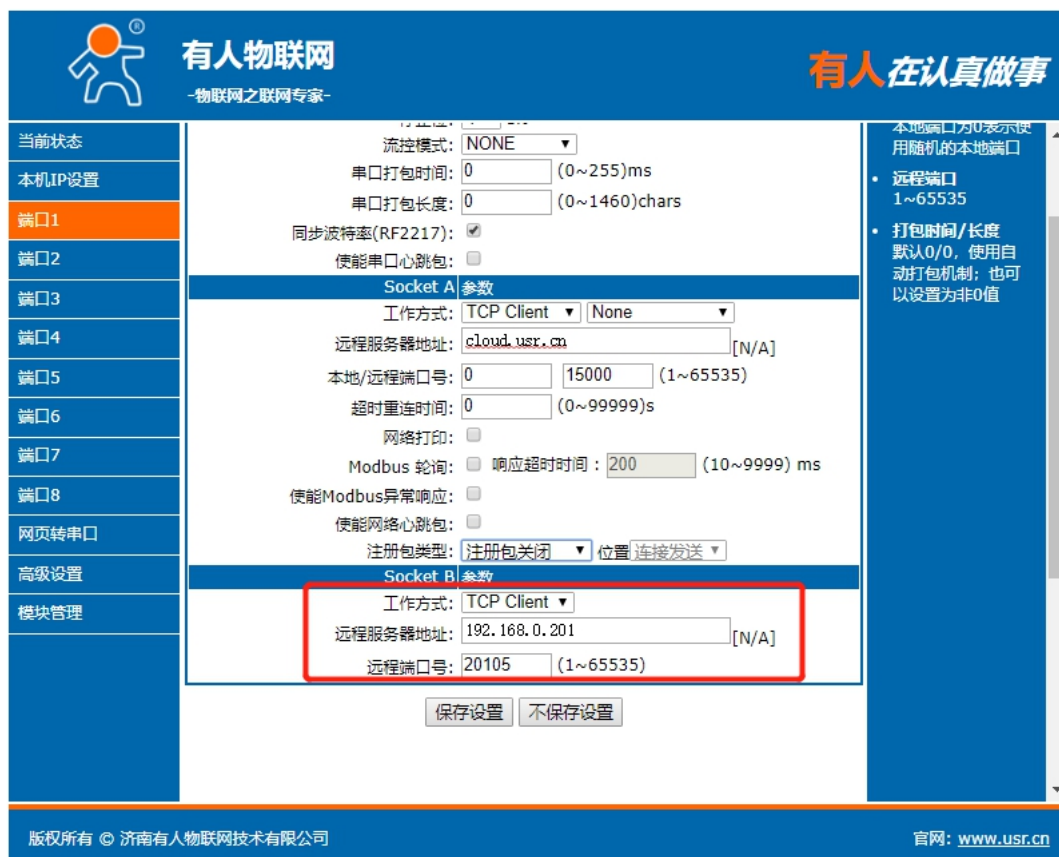 ®
有人物联网
-物联网之联网专家-
有人在认真做事
当前状态
本机IP设置
端口1
端口2
端口3
端口4
端口5
端口6
端口7
端口8
网页转串口
高级设置
模块管理
流控模式: NONE
串口打包时间: 0 (0~255)ms
串口打包长度: 0 (0~1460)chars
同步波特率(RF2217):
使能串口心跳包:
Socket A 参数
工作方式: TCP Client None
远程服务器地址: cloud.usr.cn [N/A]
本地/远程端口号: 0 15000 (1~65535)
超时重连时间: 0 (0~99999)s
网络打印:
Modbus 轮询: 响应超时时间 : 200 (10~9999) ms
使能Modbus异常响应:
使能网络心跳包:
注册包类型: 注册包关闭 位置 连接发送
Socket B 参数
工作方式: TCP Client
远程服务器地址: 192.168.0.201 [N/A]
远程端口号: 20105 (1~65535)
保存设置 不保存设置
本地端口为0表示使
用随机的本地端口
• 远程端口
1~65535
• 打包时间/长度
默认0/0，使用自
动打包机制；也可
以设置为非0值
版权所有 © 济南有人物联网技术有限公司
官网: www.usr.cn